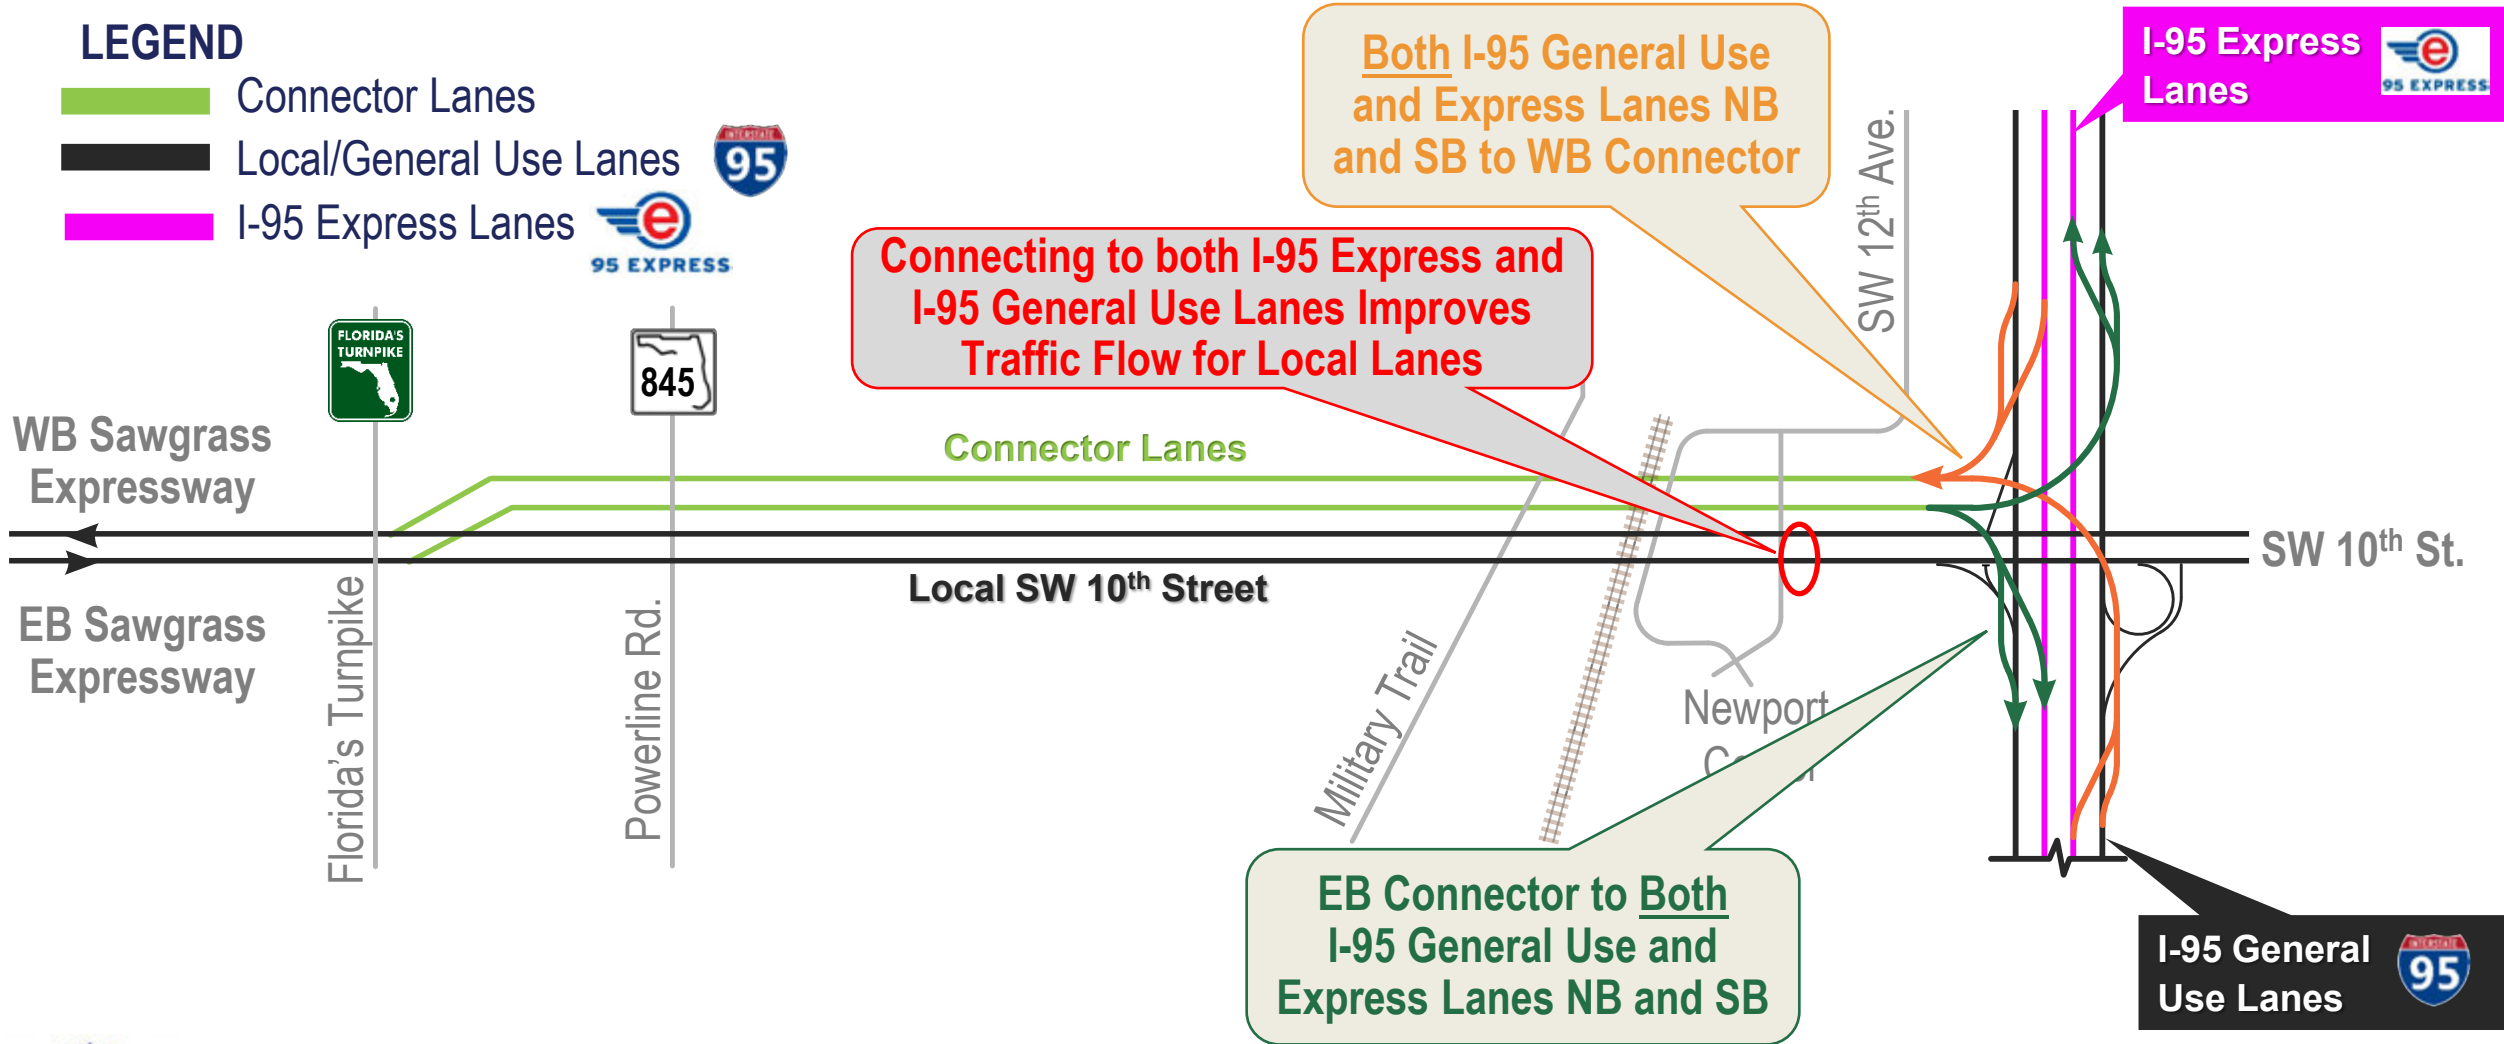 LEGEND
Connector Lanes
Local/General Use Lanes
INTERSTATE
95
I-95 Express Lanes
e
95 EXPRESS
Both I-95 General Use
and Express Lanes NB
and SB to WB Connector
I-95 Express
Lanes
e
95 EXPRESS
SW 12th Ave.
Connecting to both I-95 Express and
I-95 General Use Lanes Improves
Traffic Flow for Local Lanes
FLORIDA'S
TURNPIKE
845
WB Sawgrass
Expressway
Connector Lanes
SW 10th St.
Local SW 10th Street
EB Sawgrass
Expressway
Florida's Turnpike
Powerline Rd.
Military Trail
Newport
EB Connector to Both
I-95 General Use and
Express Lanes NB and SB
I-95 General
Use Lanes
INTERSTATE
95